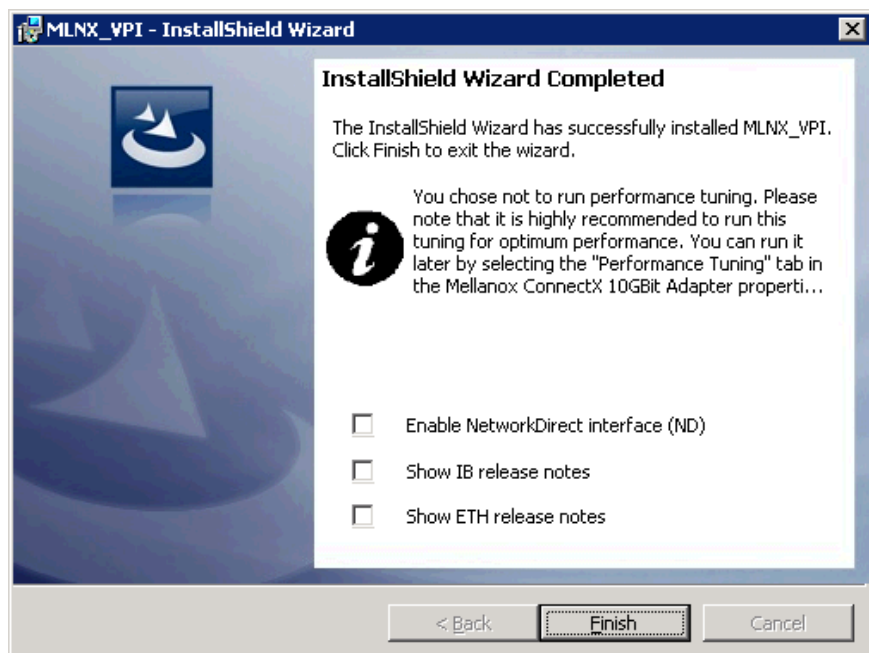 MLNX_VPI - InstallShield Wizard
InstallShield Wizard Completed
The InstallShield Wizard has successfully installed MLNX_VPI.
Click Finish to exit the wizard.
You chose not to run performance tuning. Please
note that it is highly recommended to run this
tuning for optimum performance. You can run it
later by selecting the "Performance Tuning" tab in
the Mellanox ConnectX 10GBit Adapter properti...
Enable NetworkDirect interface (ND)
Show IB release notes
Show ETH release notes
< Back
Finish
Cancel